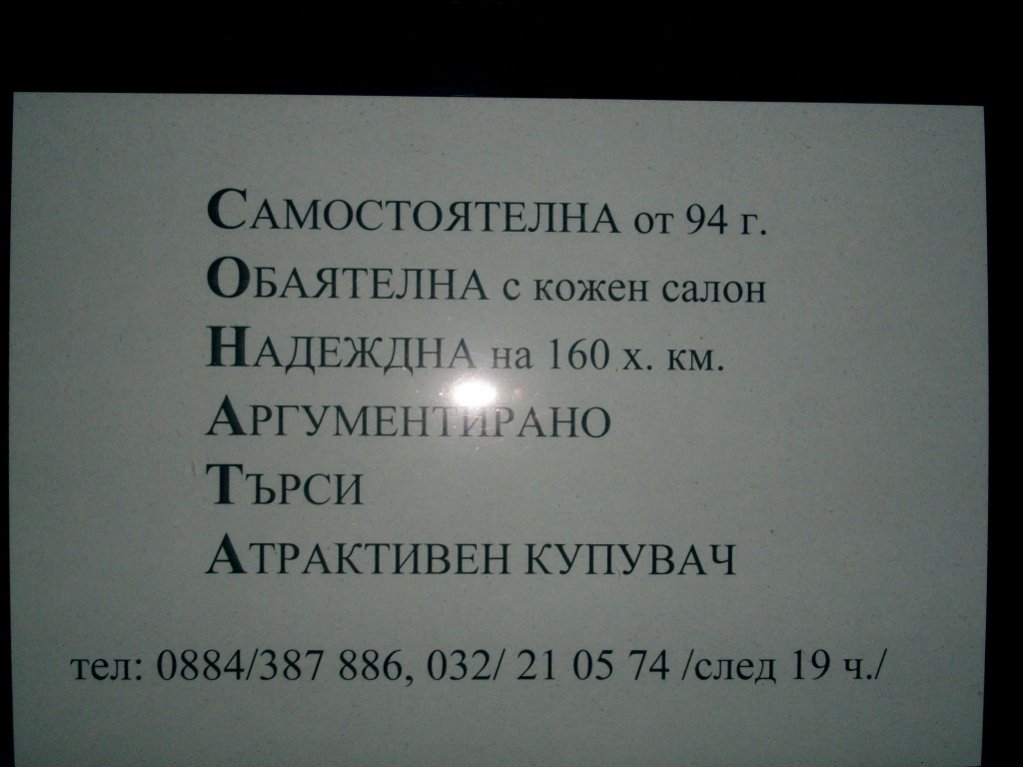 САМОСТОЯТЕЛНА от 94 г.
ОБАЯТЕЛНА с кожен салон
НАДЕЖДНА на 160 х. км.
АРГУМЕНТИРАНО
ТЪРСИ
АТРАКТИВЕН КУПУВАЧ
тел: 0884/387 886, 032/ 21 05 74 /след 19 ч./